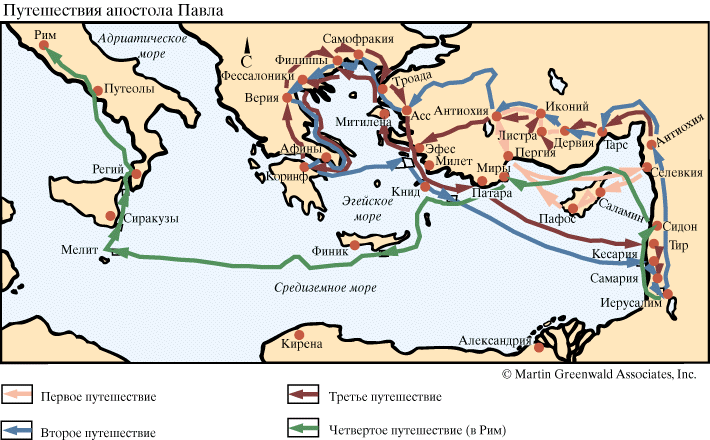 Путешествия апостола Павла
Рим
Адриатическое
море
С
Самофракия
Филиппы
Фессалоники
Верия
Троада
Путеолы
Асс
Антиохия
Иконий
Митилена
Листра
Дервия
Тарс
Антиохия
Афины
Эфес
Пергия
Коринф
Милет
Миры
Селевкия
Регий
Книд
Патара
Эгейское
море
Саламин
Пафос
Сиракузы
Сидон
Мелит
Финик
Тир
Кесария
Самария
Средиземное море
Иерусалим
Кирена
Александрия
© Martin Greenwald Associates, Inc.
Первое путешествие
Третье путешествие
Второе путешествие
Четвертое путешествие (в Рим)